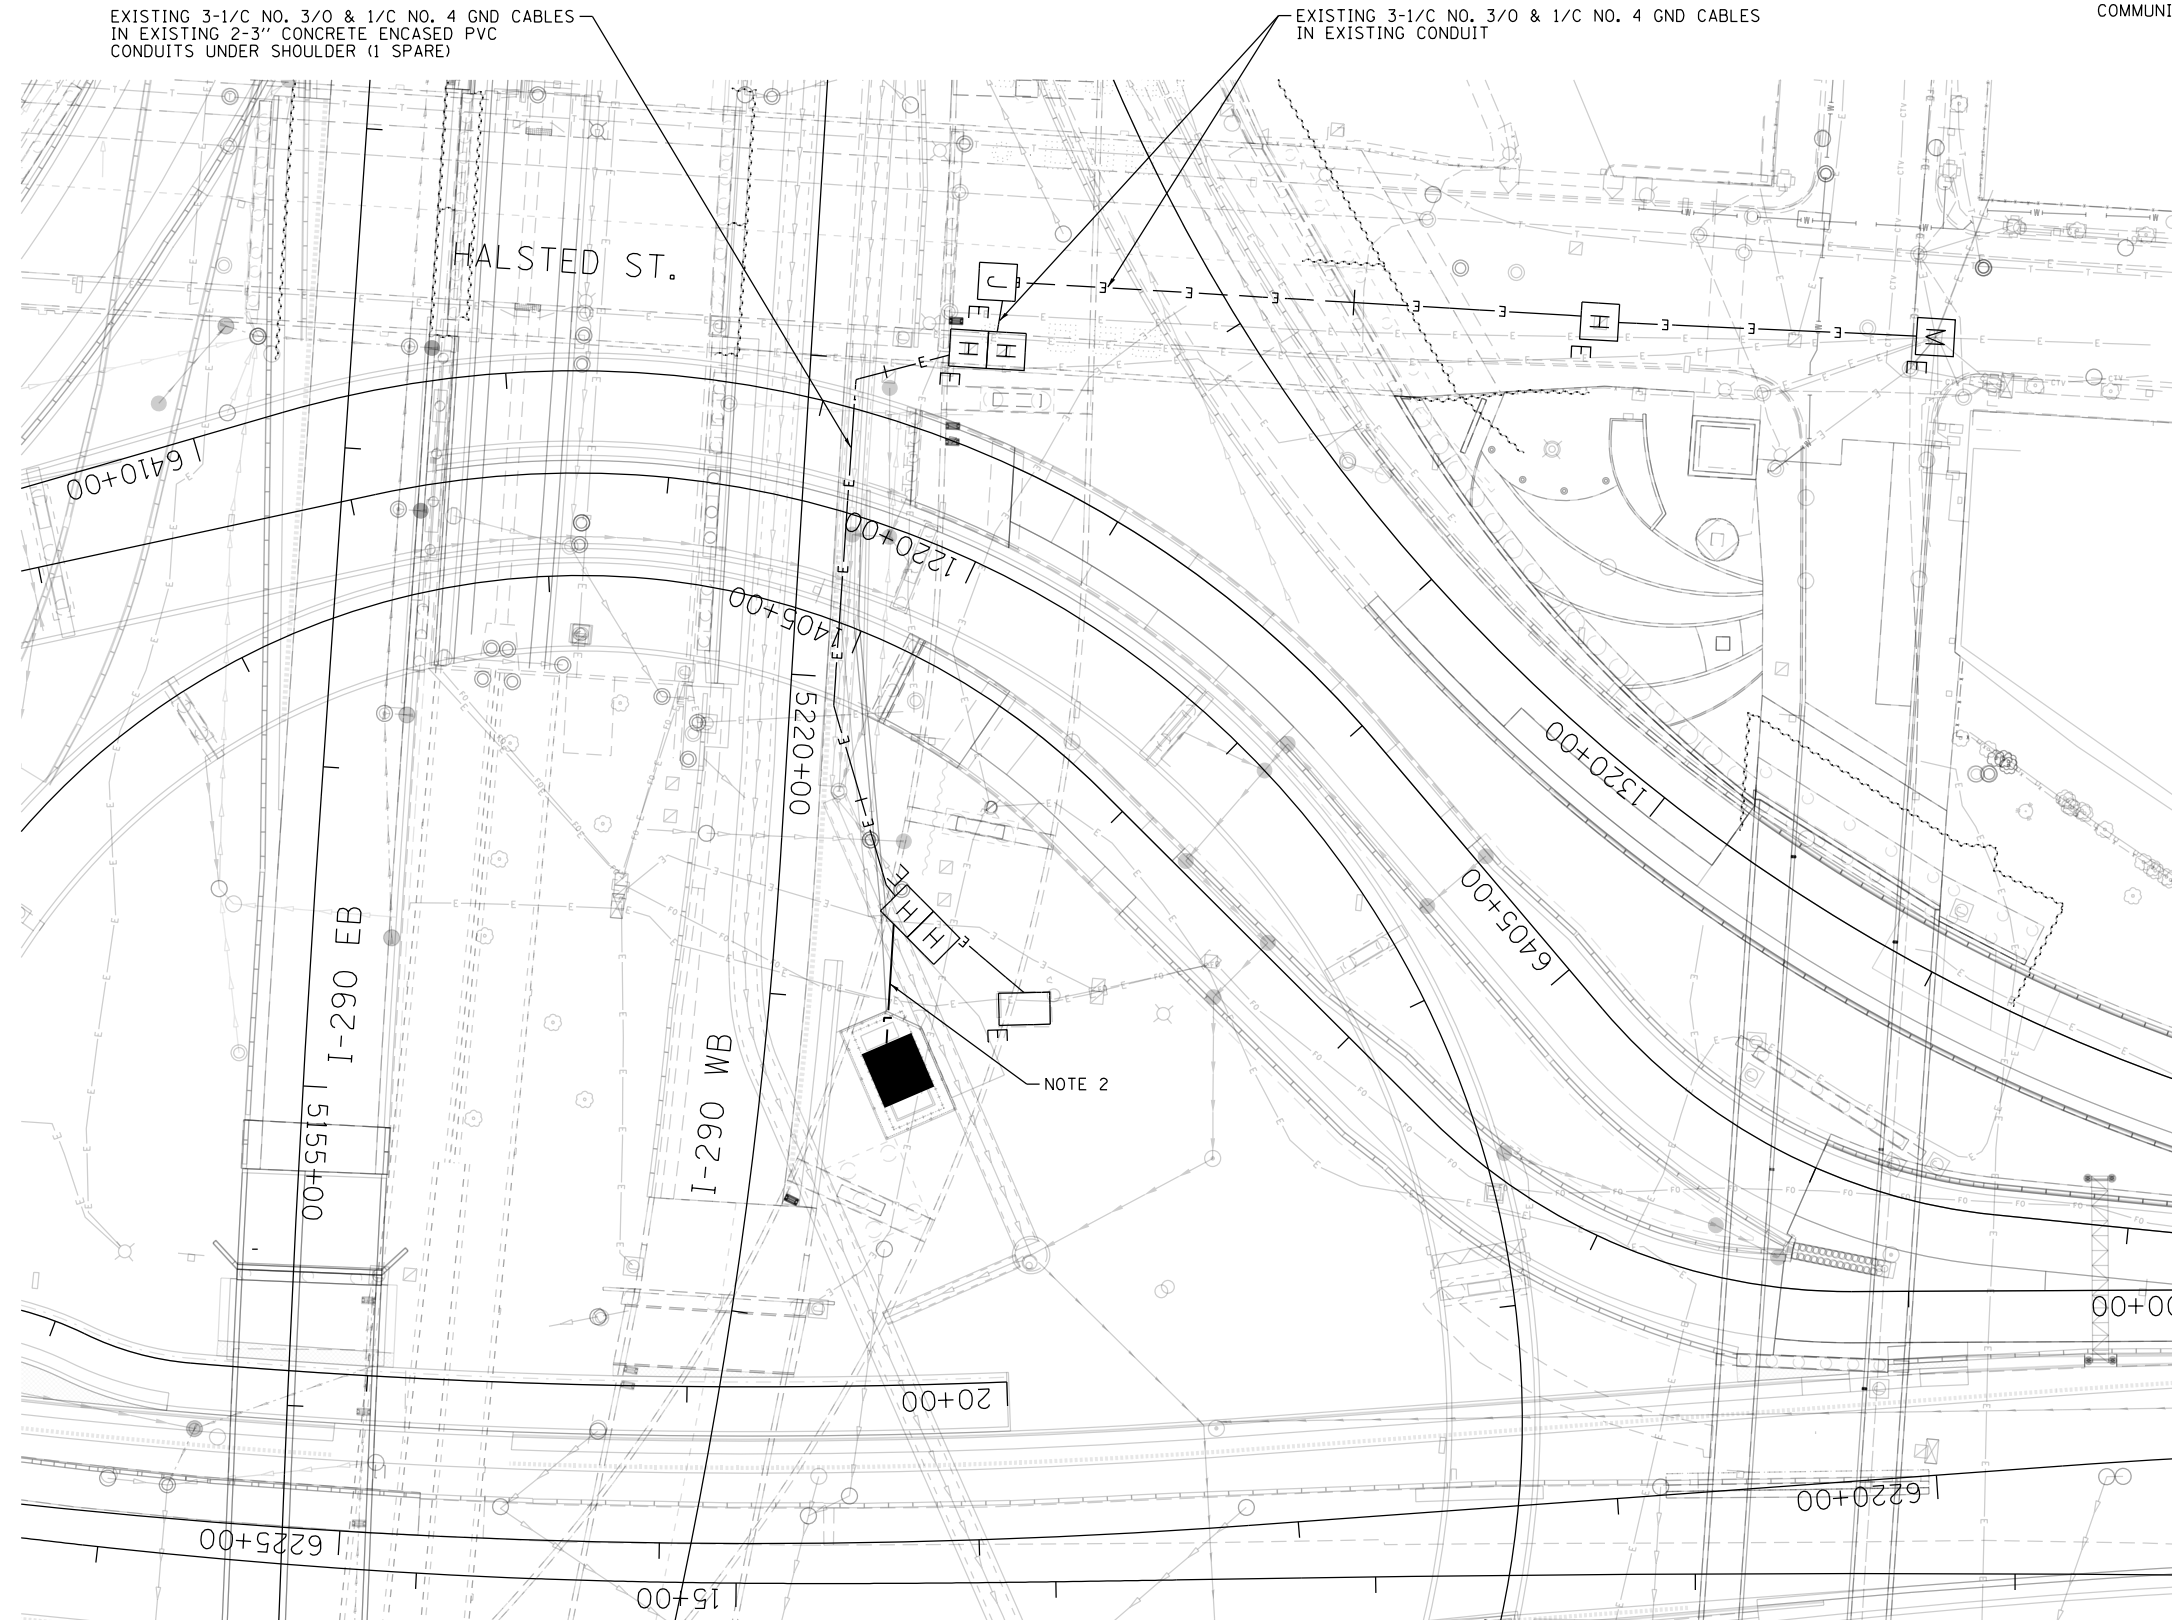 EXISTING 3-1/C NO. 3/0 & 1/C NO. 4 GND CABLES
IN EXISTING 2-3" CONCRETE ENCASED PVC
CONDUITS UNDER SHOULDER (1 SPARE)
EXISTING 3-1/C NO. 3/0 & 1/C NO. 4 GND CABLES
IN EXISTING CONDUIT
HALSTED ST.
J
E
H H
E
H
E
M
E
6410+00
1220+00
1405+00
5220+00
1320+00
6405+00
H H
E
E
I-290 EB
I-290 WB
NOTE 2
5155+00
20+00
6225+00
15+00
6220+00